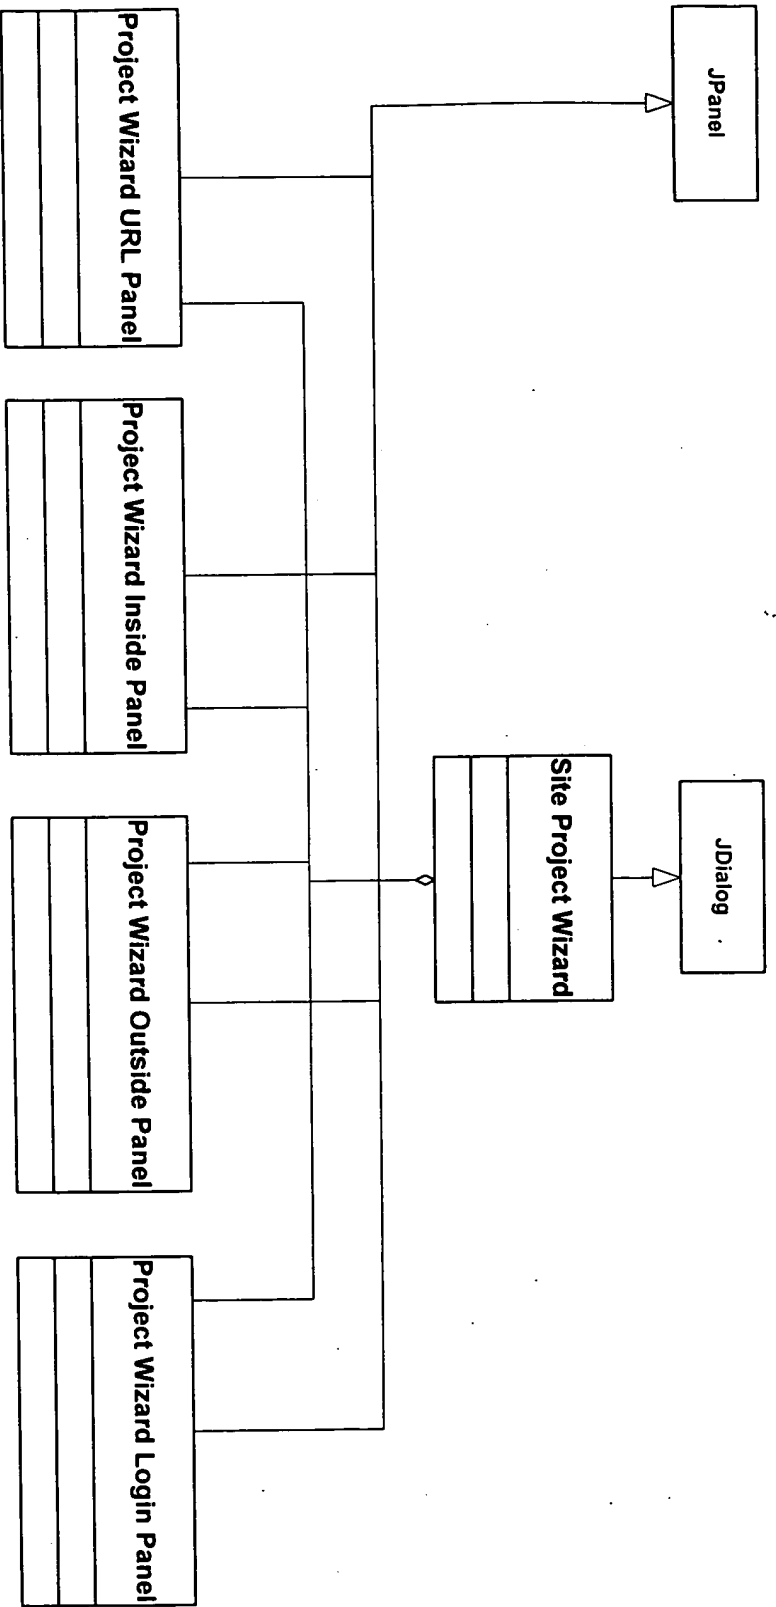 JPanel
JDialog
Site Project Wizard
Project Wizard URL Panel
Project Wizard Inside Panel
Project Wizard Outside Panel
Project Wizard Login Panel